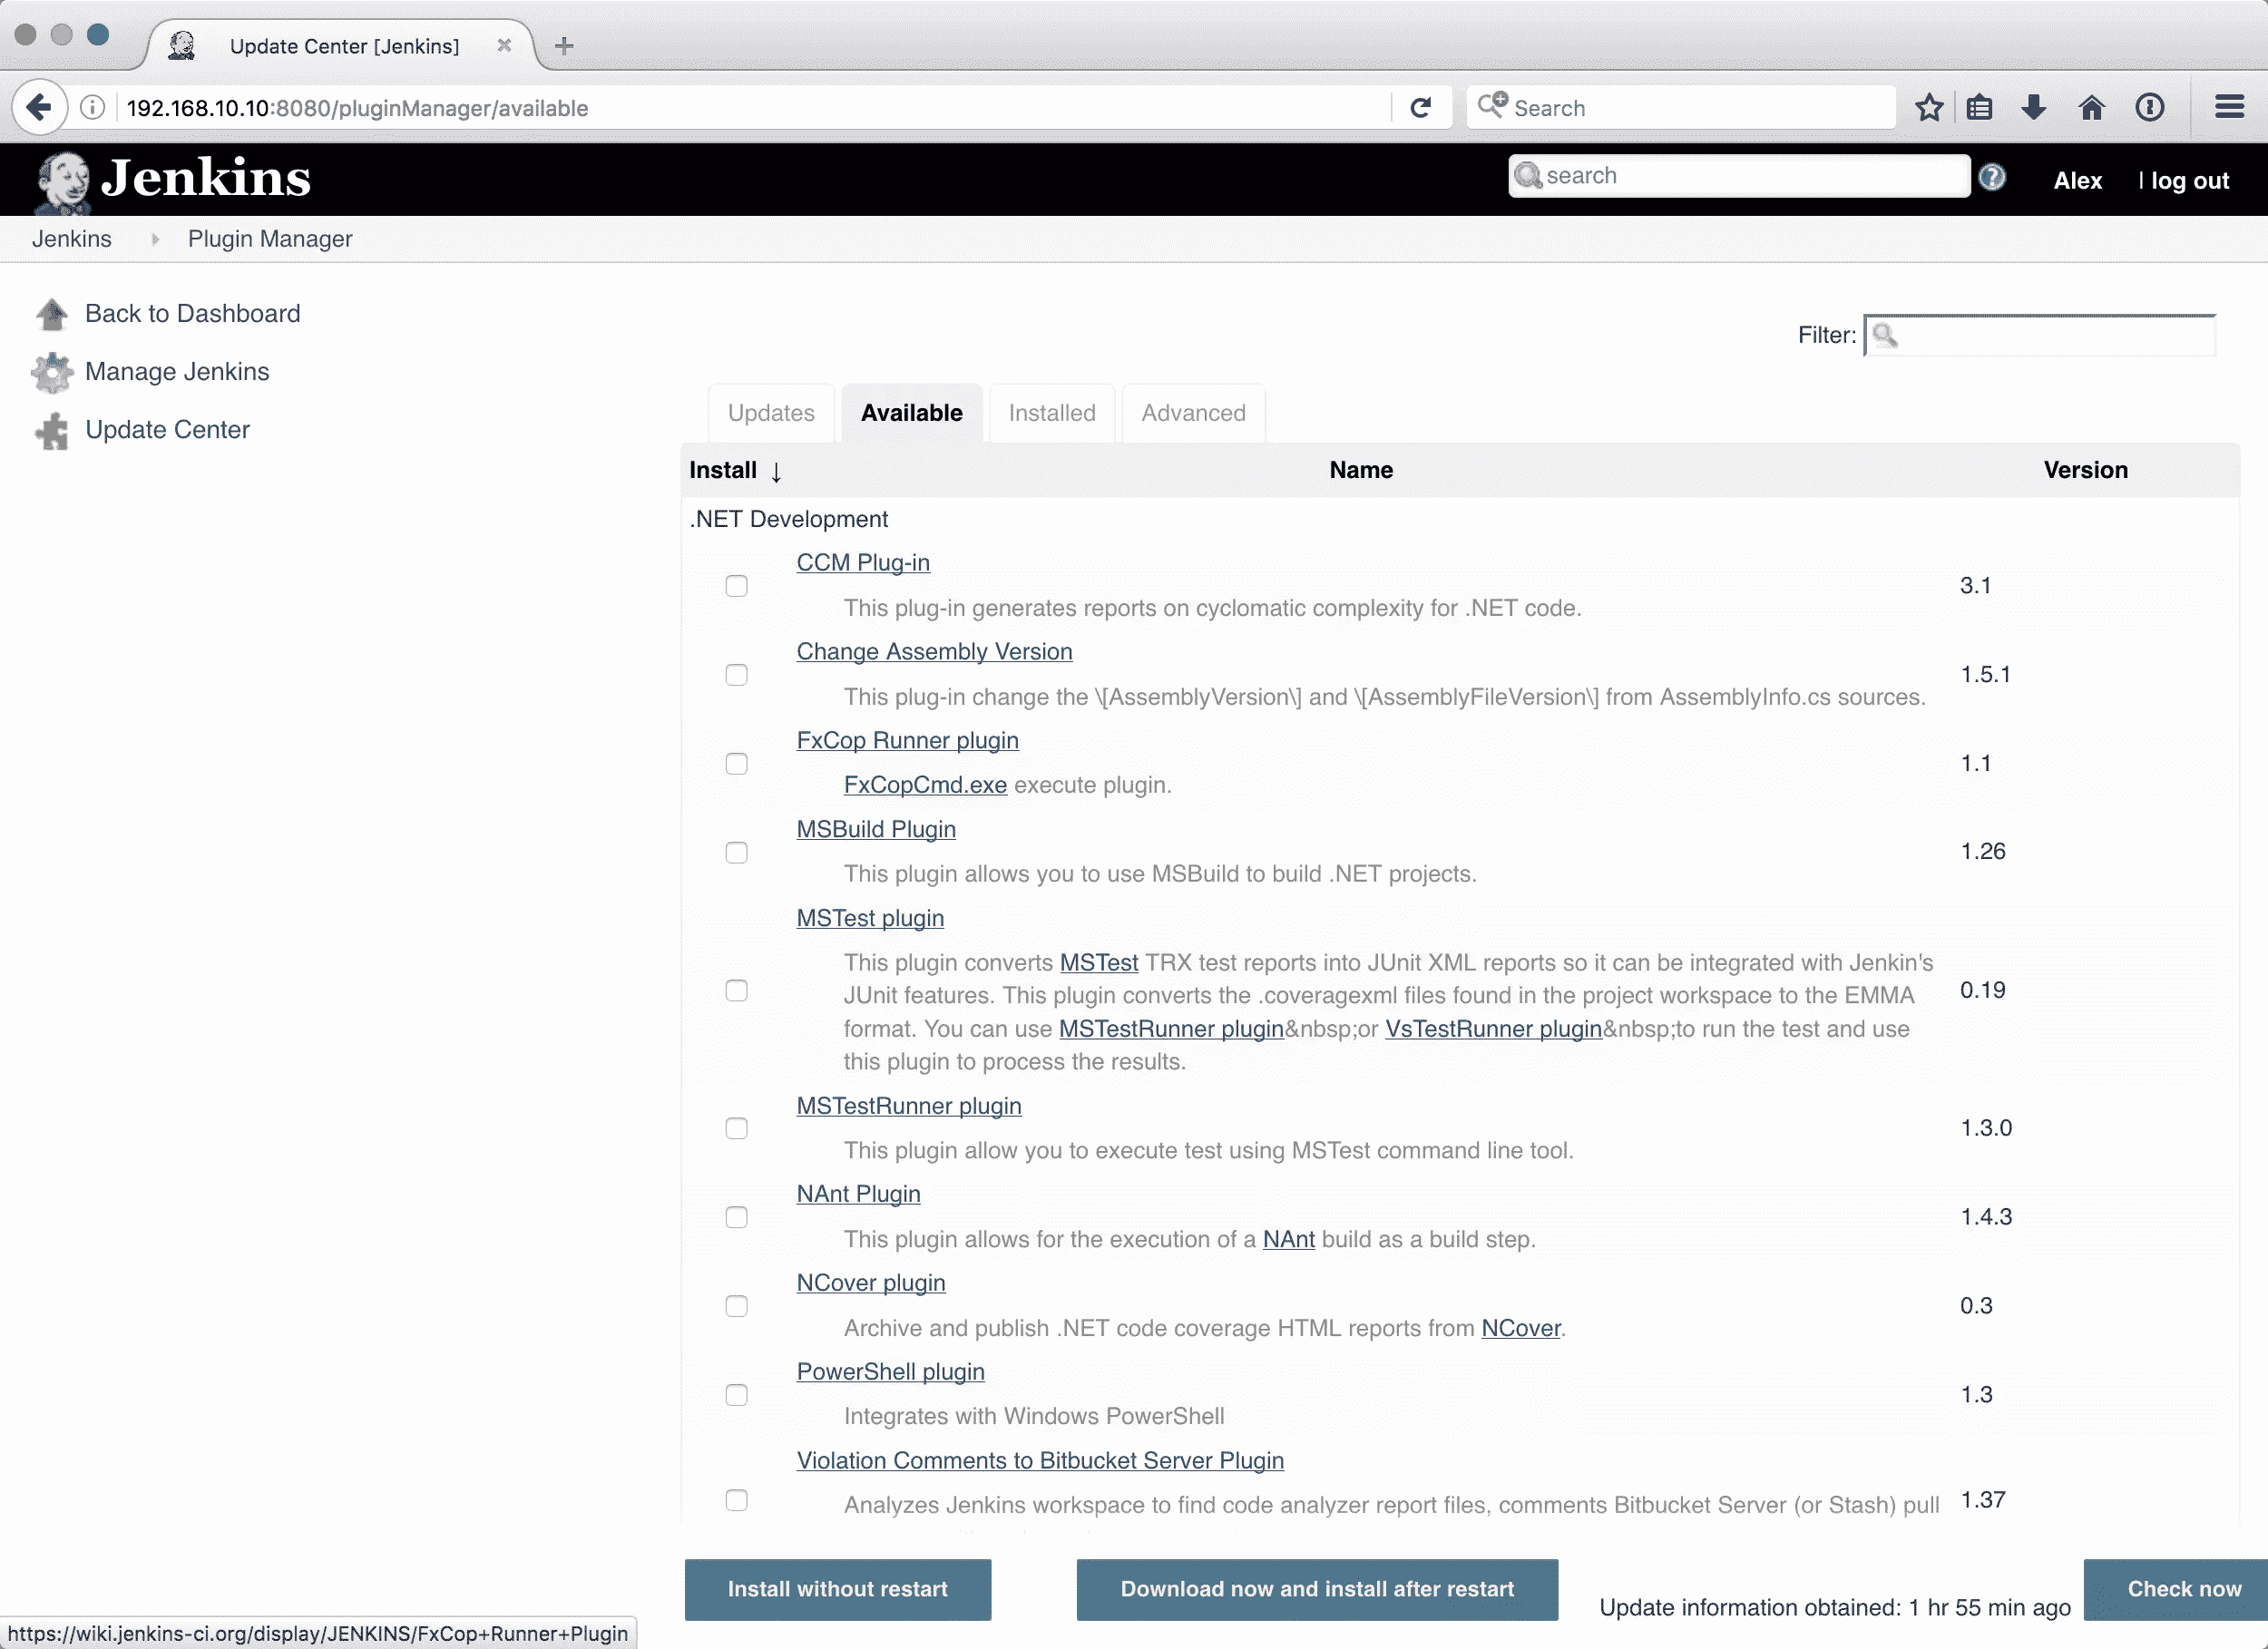 Update Center [Jenkins]
192.168.10.10:8080/pluginManager/available
Search
Jenkins
search
Alex
| log out
Jenkins
Plugin Manager
Back to Dashboard
Manage Jenkins
Update Center
Filter:
Updates
Available
Installed
Advanced
Install ↓
Name
Version
.NET Development
CCM Plug-in
This plug-in generates reports on cyclomatic complexity for .NET code.
3.1
Change Assembly Version
This plug-in change the \[AssemblyVersion\] and \[AssemblyFileVersion\] from AssemblyInfo.cs sources.
1.5.1
FxCop Runner plugin
FxCopCmd.exe execute plugin.
1.1
MSBuild Plugin
This plugin allows you to use MSBuild to build .NET projects.
1.26
MSTest plugin
This plugin converts MSTest TRX test reports into JUnit XML reports so it can be integrated with Jenkin's
JUnit features. This plugin converts the .coveragexml files found in the project workspace to the EMMA
format. You can use MSTestRunner plugin&nbsp;or VsTestRunner plugin&nbsp;to run the test and use
this plugin to process the results.
0.19
MSTestRunner plugin
This plugin allow you to execute test using MSTest command line tool.
1.3.0
NAnt Plugin
This plugin allows for the execution of a NAnt build as a build step.
1.4.3
NCover plugin
Archive and publish .NET code coverage HTML reports from NCover.
0.3
PowerShell plugin
Integrates with Windows PowerShell
1.3
Violation Comments to Bitbucket Server Plugin
Analyzes Jenkins workspace to find code analyzer report files, comments Bitbucket Server (or Stash) pull
1.37
Install without restart
Download now and install after restart
Update information obtained: 1 hr 55 min ago
Check now
https://wiki.jenkins-ci.org/display/JENKINS/FxCop+Runner+Plugin